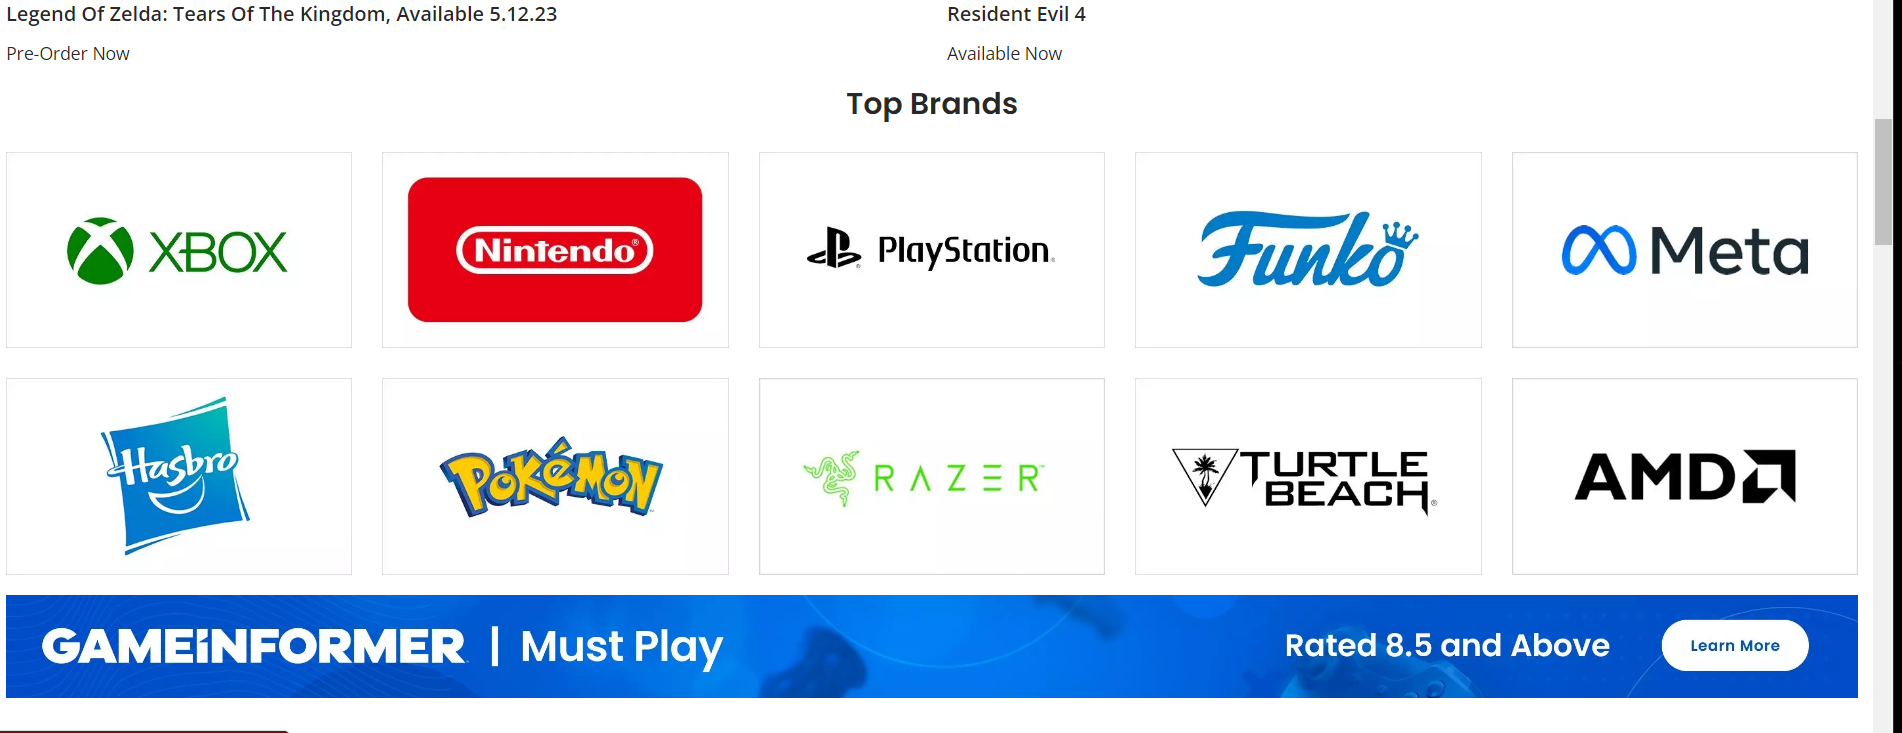 Legend Of Zelda: Tears Of The Kingdom, Available 5.12.23
Pre-Order Now
Resident Evil 4
Available Now
Top Brands
XBOX
Nintendo®
PlayStation®
Funko
Meta
Hasbro
POKéMON™
RAZER™
TURTLE
BEACH®
AMD
GAMEiNFORMER | Must Play
Rated 8.5 and Above
Learn More